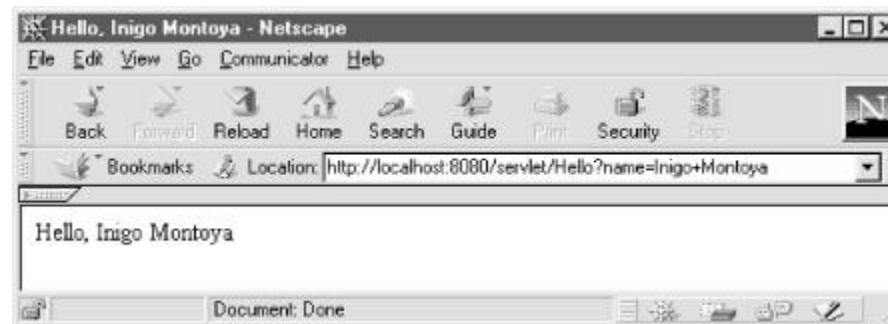 Hello, Inigo Montoya - Netscape
File Edit View Go Communicator Help
Back Forward Reload Home Search Guide Print Security Stop
N
Bookmarks Location: http://localhost:8080/servlet/Hello?name=Inigo+Montoya
Hello, Inigo Montoya
Document: Done